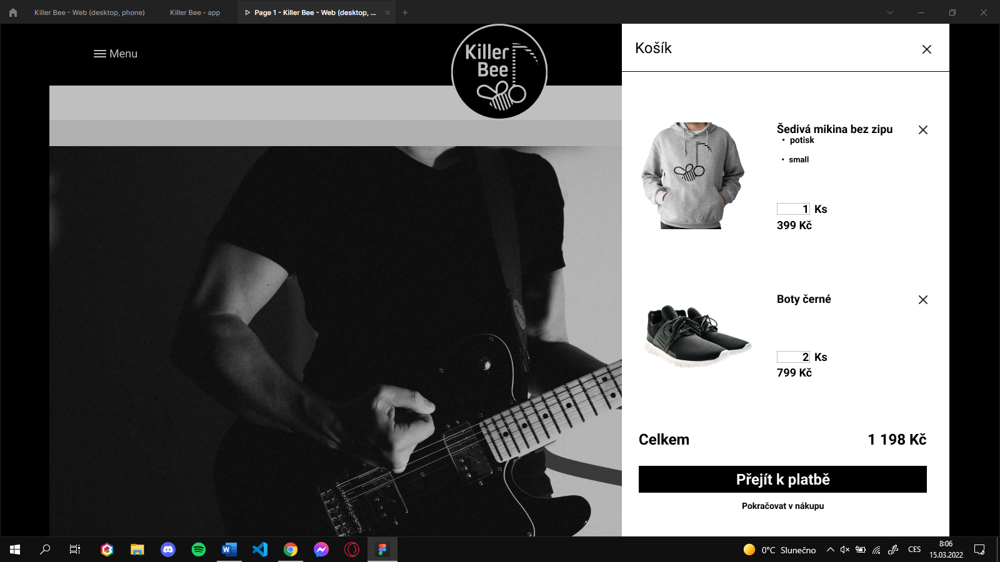 Killer Bee - Web (desktop, phone)
Killer Bee - app
Page 1 - Killer Bee - Web (desktop, ...
Menu
Killer
Bee
Košík
Šedivá mikina bez zipu
• potisk
• small
1 Ks
399 Kč
Boty černé
2 Ks
799 Kč
Celkem
1 198 Kč
Přejít k platbě
Pokračovat v nákupu
0°C Slunečno
CES
8:06
15.03.2022